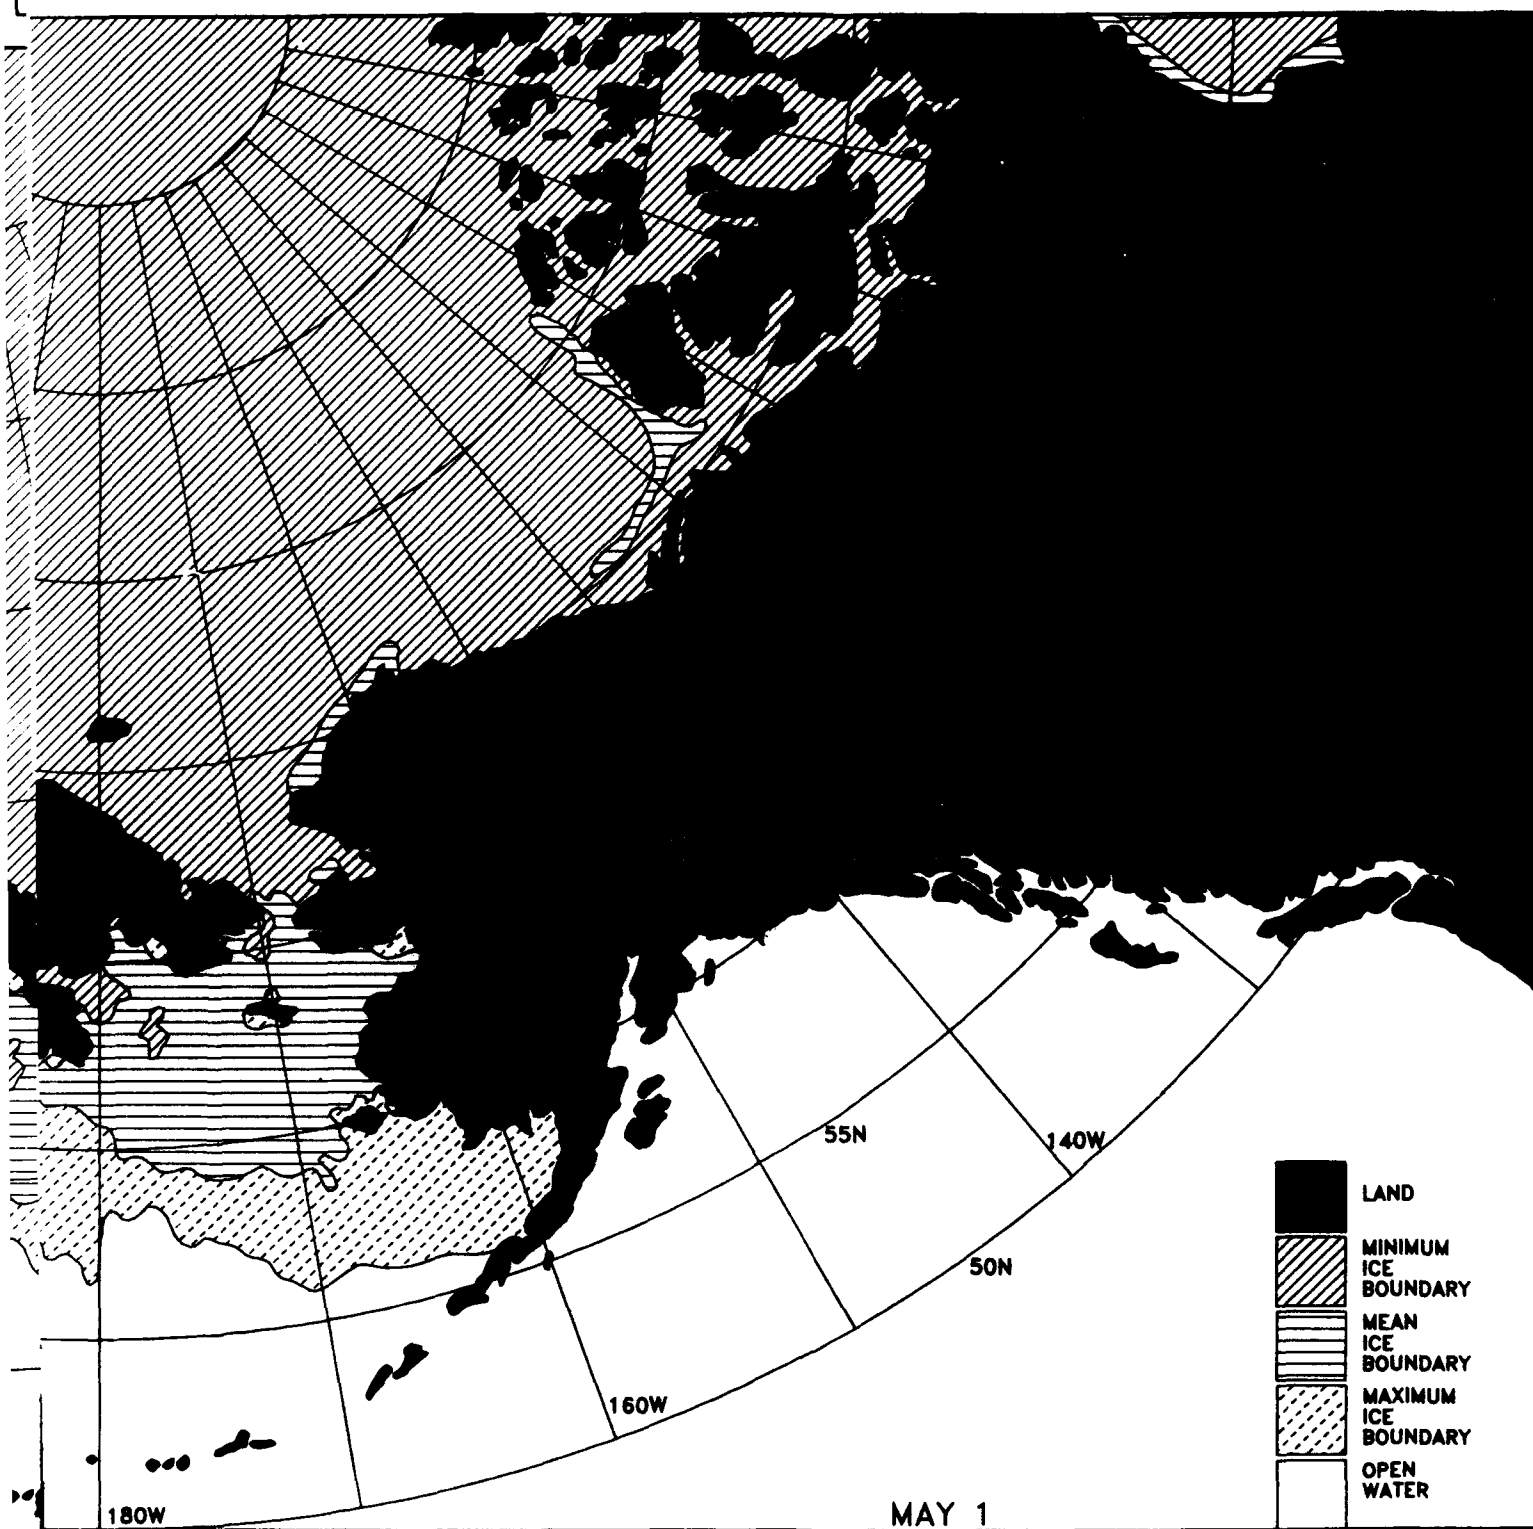 55N
140W
50N
160W
180W
MAY 1
LAND
MINIMUM
ICE
BOUNDARY
MEAN
ICE
BOUNDARY
MAXIMUM
ICE
BOUNDARY
OPEN
WATER